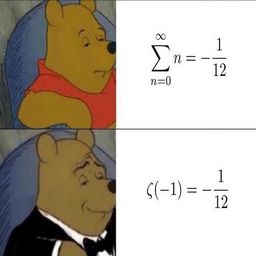 ∑_{n=0}^{∞} n = −1/12
ζ(−1) = −1/12